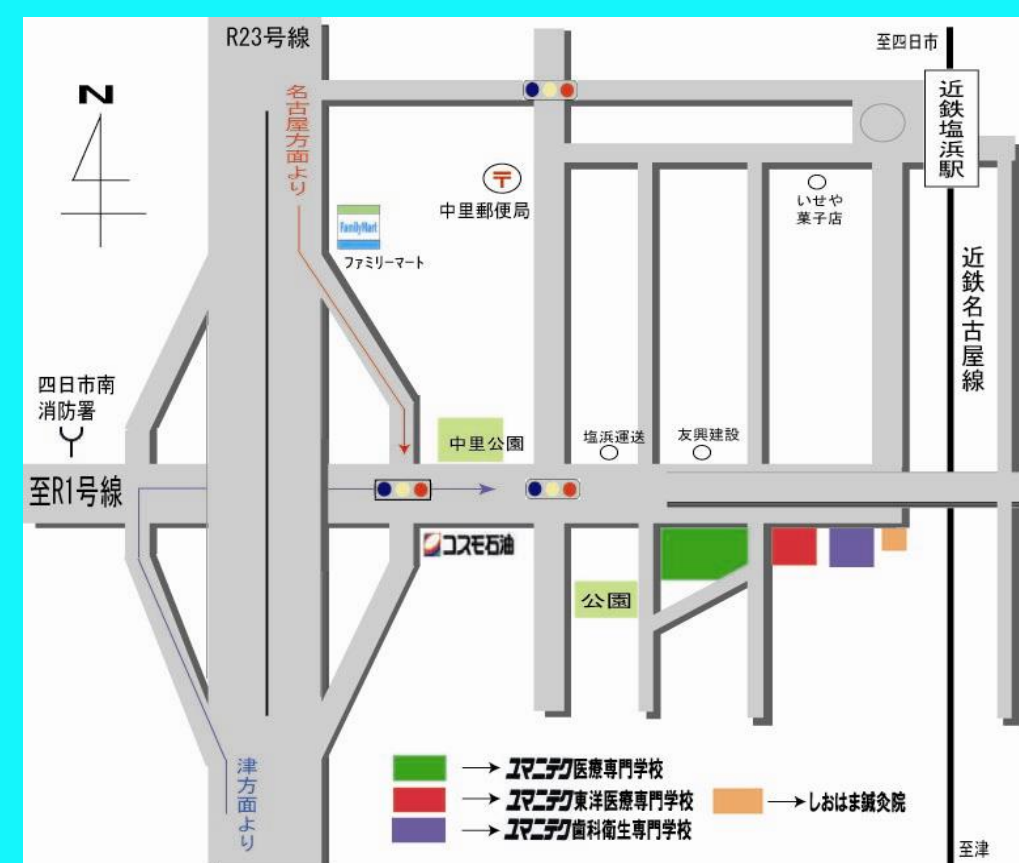 R23号線
至四日市
N
名古屋方面より
近鉄塩浜駅
〒
中里郵便局
いせや
菓子店
FamilyMart
ファミリーマート
近鉄名古屋線
四日市南
消防署
中里公園
塩浜運送
友興建設
至R1号線
コスモ石油
公園
津方面より
ユマニテク医療専門学校
ユマニテク東洋医療専門学校
しおはま鍼灸院
ユマニテク歯科衛生専門学校
至津